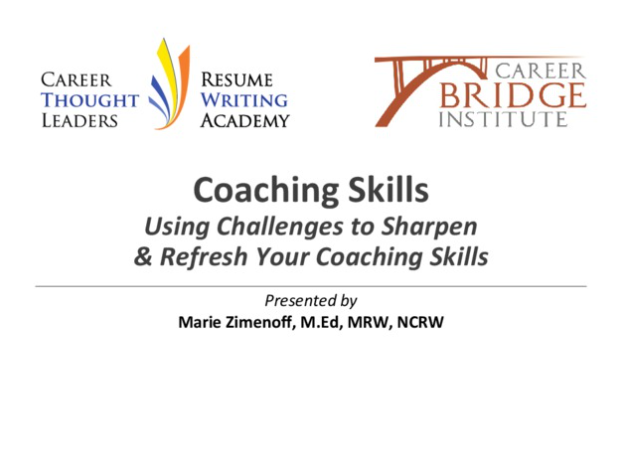 CAREER
THOUGHT
LEADERS
RESUME
WRITING
ACADEMY
CAREER
BRIDGE
INSTITUTE
Coaching Skills
Using Challenges to Sharpen
& Refresh Your Coaching Skills
Presented by
Marie Zimenoff, M.Ed, MRW, NCRW